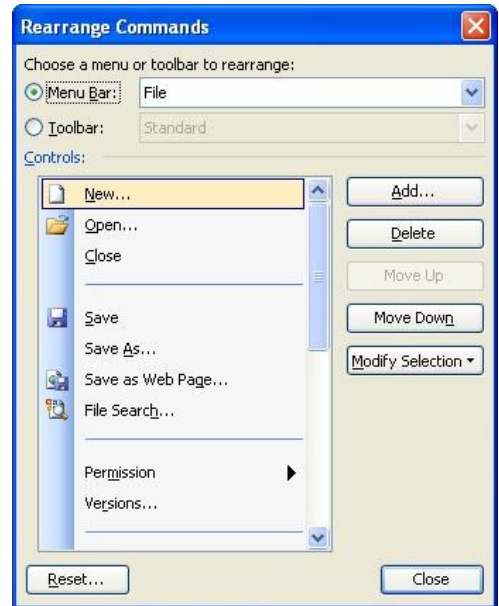 Rearrange Commands
Choose a menu or toolbar to rearrange:
Menu Bar: File
Toolbar: Standard
Controls:
New...
Open...
Close
Save
Save As...
Save as Web Page...
File Search...
Permission
Versions...
Add...
Delete
Move Up
Move Down
Modify Selection
Reset...
Close